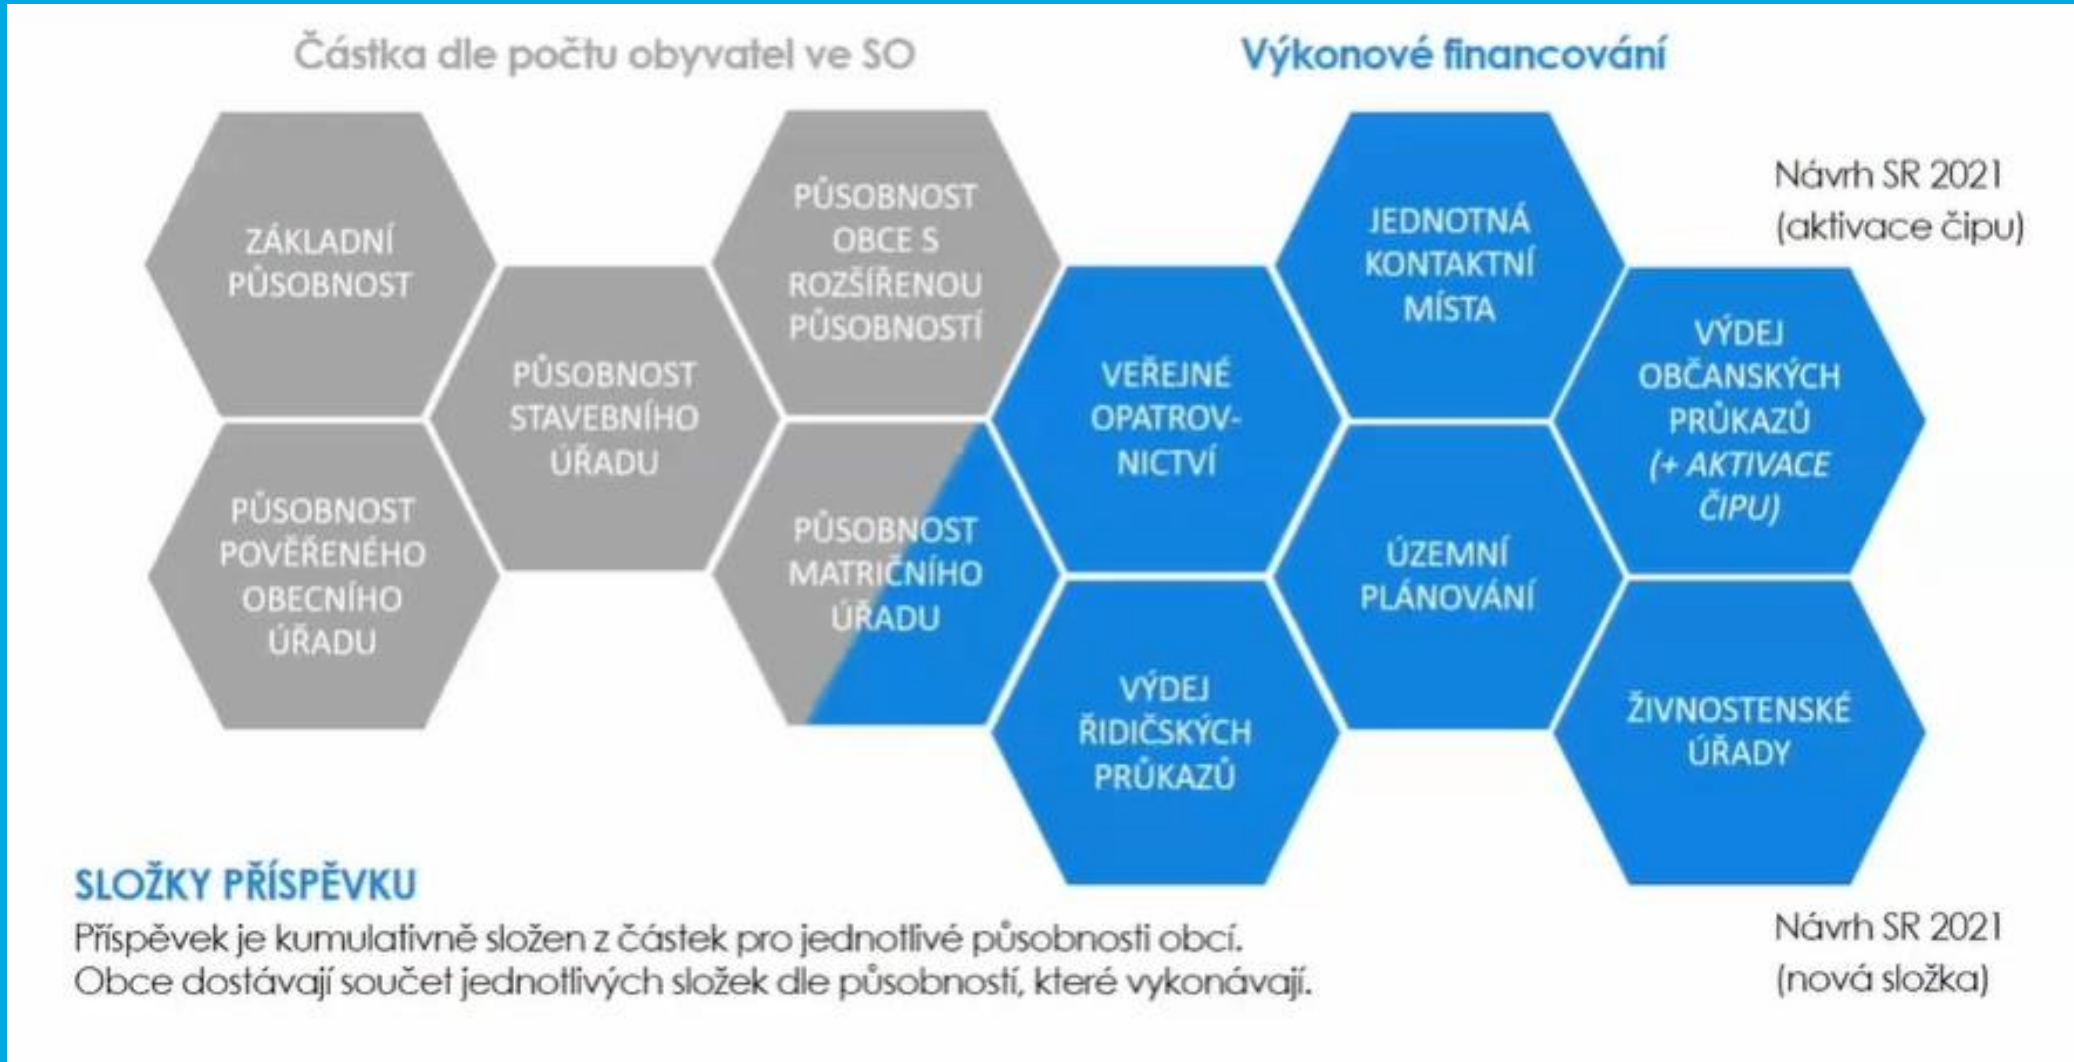 Částka dle počtu obyvatel ve SO
Výkonové financování
ZÁKLADNÍ
PŮSOBNOST
PŮSOBNOST
POVĚŘENÉHO
OBECNÍHO
ÚŘADU
PŮSOBNOST
STAVEBNÍHO
ÚŘADU
PŮSOBNOST
OBCE S
ROZŠÍŘENOU
PŮSOBNOSTÍ
PŮSOBNOST
MATRIČNÍHO
ÚŘADU
VEŘEJNÉ
OPATROV-
NICTVÍ
VÝDEJ
ŘIDIČSKÝCH
PRŮKAZŮ
JEDNOTNÁ
KONTAKTNÍ
MÍSTA
ÚZEMNÍ
PLÁNOVÁNÍ
Návrh SR 2021
(aktivace čipu)
VÝDEJ
OBČANSKÝCH
PRŮKAZŮ
(+ AKTIVACE
ČIPU)
ŽIVNOSTENSKÉ
ÚŘADY
Návrh SR 2021
(nová složka)
SLOŽKY PŘÍSPĚVKU
Příspěvek je kumulativně složen z částek pro jednotlivé působnosti obcí.
Obce dostávají součet jednotlivých složek dle působností, které vykonávají.